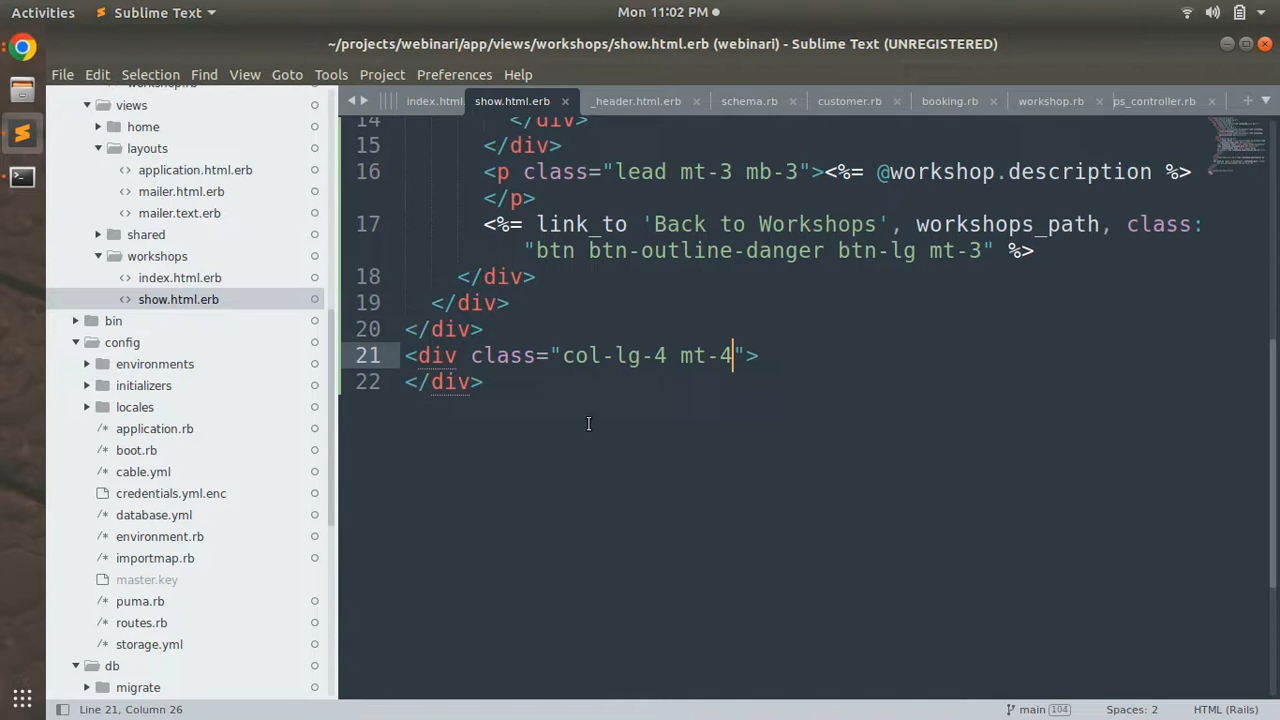 Activities
Sublime Text
Mon 11:02 PM
~/projects/webinari/app/views/workshops/show.html.erb (webinari) - Sublime Text (UNREGISTERED)
File Edit Selection Find View Goto Tools Project Preferences Help
workshop.rb
views
home
layouts
application.html.erb
mailer.html.erb
mailer.text.erb
shared
workshops
index.html.erb
show.html.erb
bin
config
environments
initializers
locales
application.rb
boot.rb
cable.yml
credentials.yml.enc
database.yml
environment.rb
importmap.rb
master.key
puma.rb
routes.rb
storage.yml
db
migrate
index.html. show.html.erb _header.html.erb schema.rb customer.rb booking.rb workshop.rb ps_controller.rb
14 </div>
15 </div>
16 <p class="lead mt-3 mb-3"><%= @workshop.description %>
</p>
17 <%= link_to 'Back to Workshops', workshops_path, class:
"btn btn-outline-danger btn-lg mt-3" %>
18 </div>
19 </div>
20 </div>
21 <div class="col-lg-4 mt-4">
22 </div>
Line 21, Column 26
main 104
Spaces: 2
HTML (Rails)